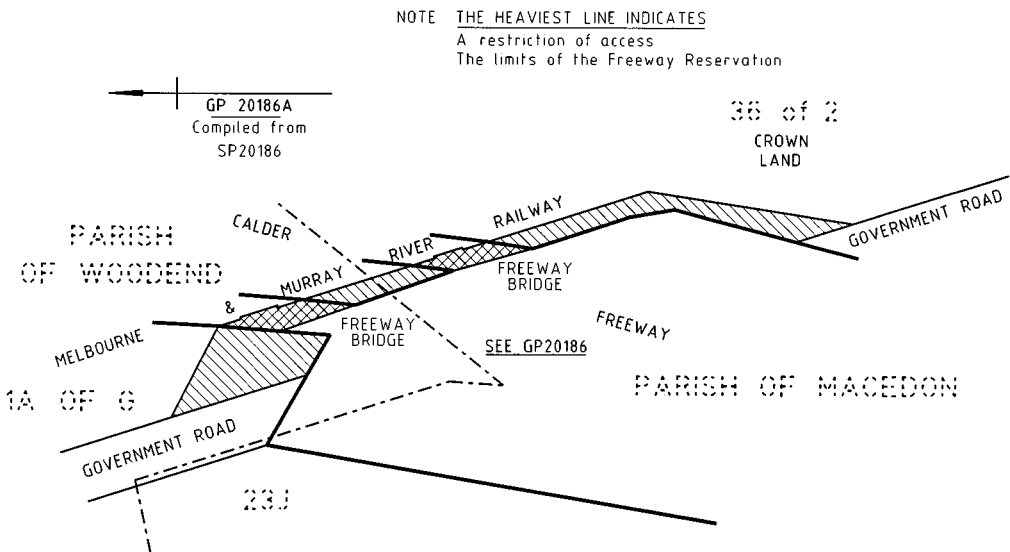 NOTE THE HEAVIEST LINE INDICATES
A restriction of access
The limits of the Freeway Reservation
GP 20186A
Compiled from
SP20186
36 of 2
CROWN
LAND
GOVERNMENT ROAD
PARISH
OF WOODEND
CALDER
FREEWAY
MELBOURNE & MURRAY RIVER RAILWAY
FREEWAY
BRIDGE
FREEWAY
BRIDGE
SEE GP20186
PARISH OF MACEDON
1A OF G
GOVERNMENT ROAD
23J